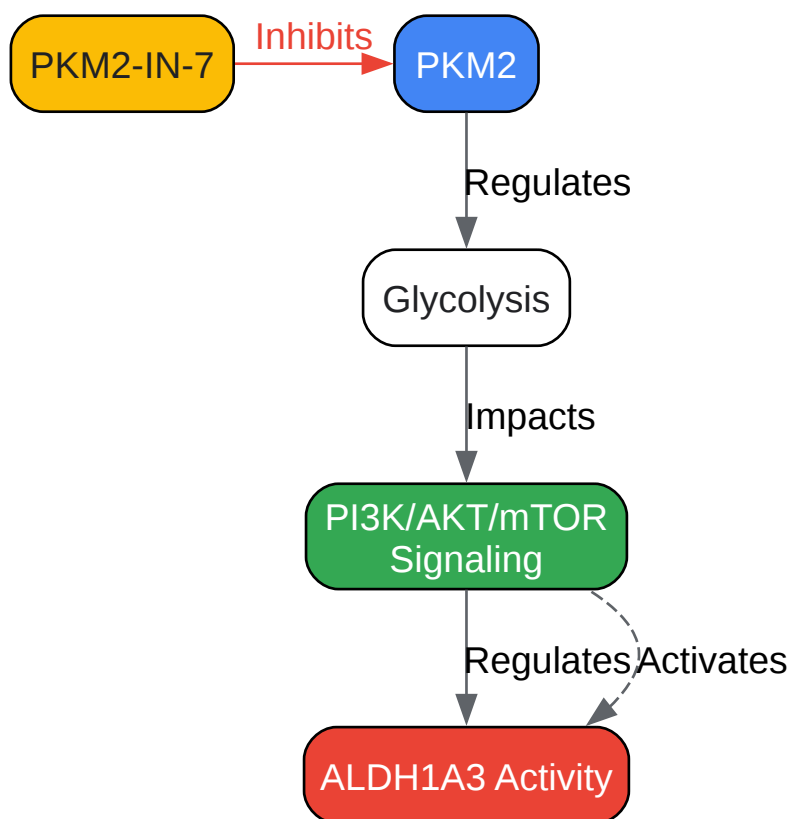 Inhibits
PKM2-IN-7
PKM2
Regulates
Glycolysis
Impacts
PI3K/AKT/mTOR
Signaling
Regulates
Activates
ALDH1A3 Activity